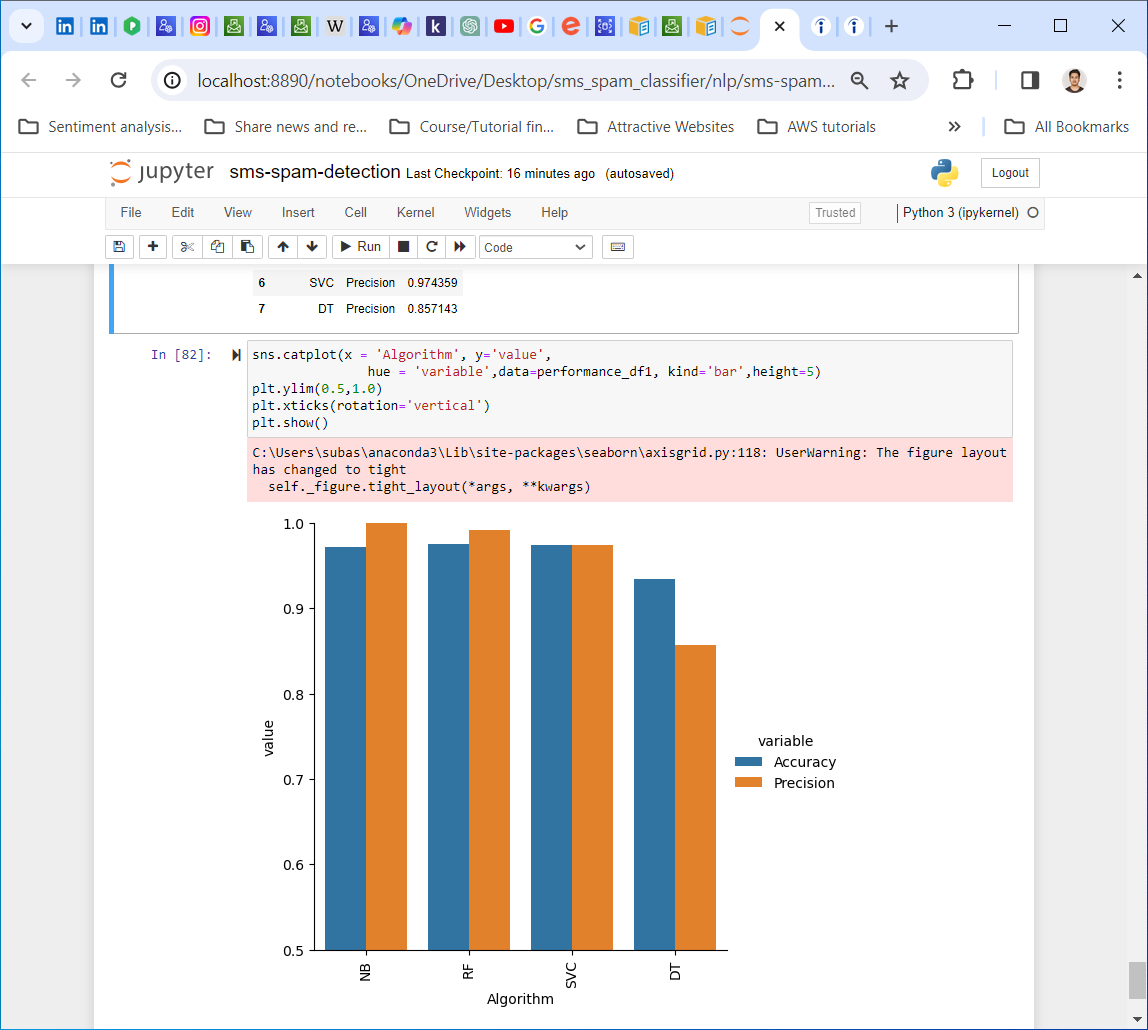 localhost:8890/notebooks/OneDrive/Desktop/sms_spam_classifier/nlp/sms-spam...
Sentiment analysis... Share news and re... Course/Tutorial fin... Attractive Websites AWS tutorials » All Bookmarks
jupyter sms-spam-detection Last Checkpoint: 16 minutes ago (autosaved) Logout
File Edit View Insert Cell Kernel Widgets Help Trusted Python 3 (ipykernel)
Run Code
6 SVC Precision 0.974359
7 DT Precision 0.857143
In [82]: sns.catplot(x = 'Algorithm', y='value',
hue = 'variable',data=performance_df1, kind='bar',height=5)
plt.ylim(0.5,1.0)
plt.xticks(rotation='vertical')
plt.show()
C:\Users\subas\anaconda3\Lib\site-packages\seaborn\axisgrid.py:118: UserWarning: The figure layout
has changed to tight
self._figure.tight_layout(*args, **kwargs)
1.0
0.9
0.8
0.7
0.6
0.5
value
variable
Accuracy
Precision
NB RF SVC DT
Algorithm